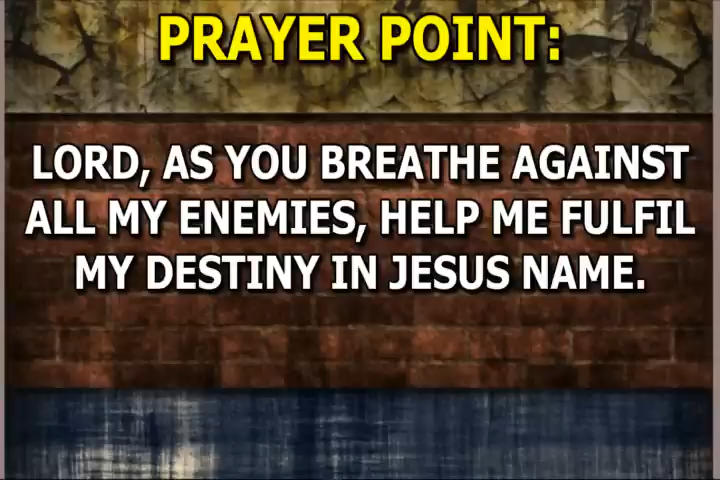 PRAYER POINT:
LORD, AS YOU BREATHE AGAINST
ALL MY ENEMIES, HELP ME FULFIL
MY DESTINY IN JESUS NAME.